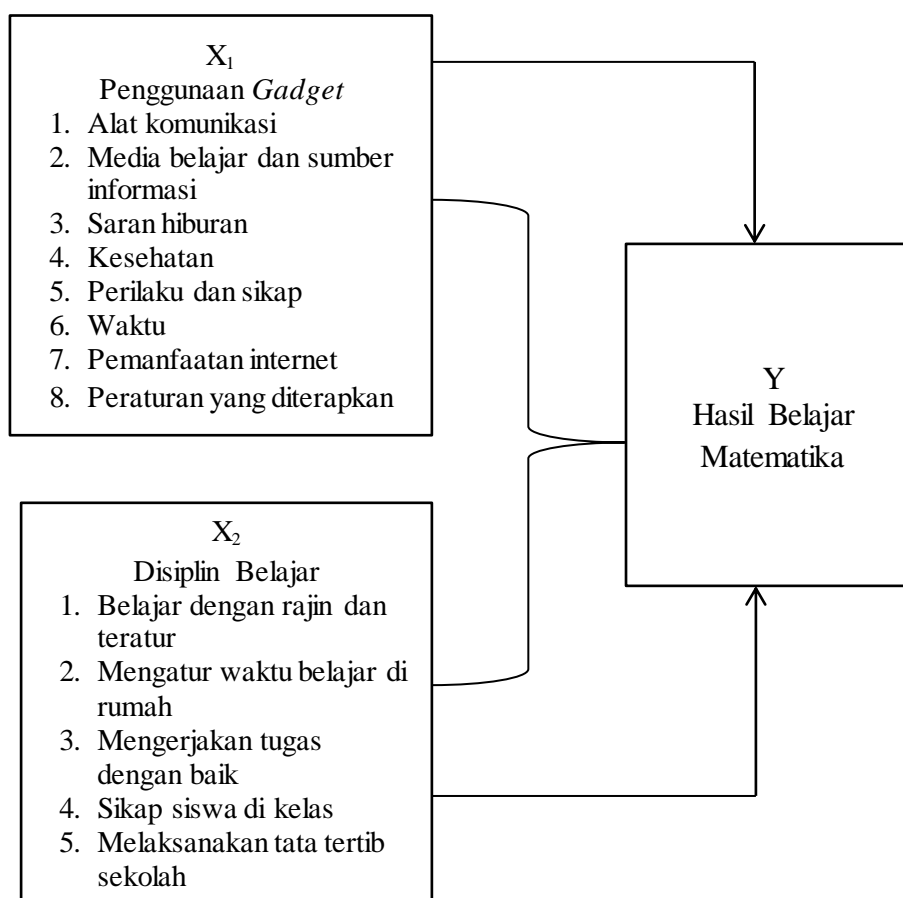 X₁
Penggunaan Gadget
1. Alat komunikasi
2. Media belajar dan sumber
informasi
3. Saran hiburan
4. Kesehatan
5. Perilaku dan sikap
6. Waktu
7. Pemanfaatan internet
8. Peraturan yang diterapkan
X₂
Disiplin Belajar
1. Belajar dengan rajin dan
teratur
2. Mengatur waktu belajar di
rumah
3. Mengerjakan tugas
dengan baik
4. Sikap siswa di kelas
5. Melaksanakan tata tertib
sekolah
Y
Hasil Belajar
Matematika